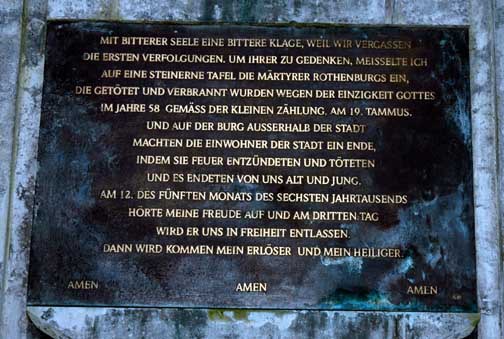 MIT BITTERER SEELE EINE BITTERE KLAGE, WEIL WIR VERGASSEN
DIE ERSTEN VERFOLGUNGEN. UM IHRER ZU GEDENKEN, MEISSELTE ICH
AUF EINE STEINERNE TAFEL DIE MÄRTYRER ROTHENBURGS EIN,
DIE GETÖTET UND VERBRANNT WURDEN WEGEN DER EINZIGKEIT GOTTES
IM JAHRE 58 GEMÄSS DER KLEINEN ZÄHLUNG. AM 19. TAMMUS.
UND AUF DER BURG AUSSERHALB DER STADT
MACHTEN DIE EINWOHNER DER STADT EIN ENDE,
INDEM SIE FEUER ENTZÜNDETEN UND TÖTETEN
UND ES ENDETEN VON UNS ALT UND JUNG.
AM 12. DES FÜNFTEN MONATS DES SECHSTEN JAHRTAUSENDS
HÖRTE MEINE FREUDE AUF UND AM DRITTEN TAG
WIRD ER UNS IN FREIHEIT ENTLASSEN.
DANN WIRD KOMMEN MEIN ERLÖSER UND MEIN HEILIGER.
AMEN AMEN AMEN